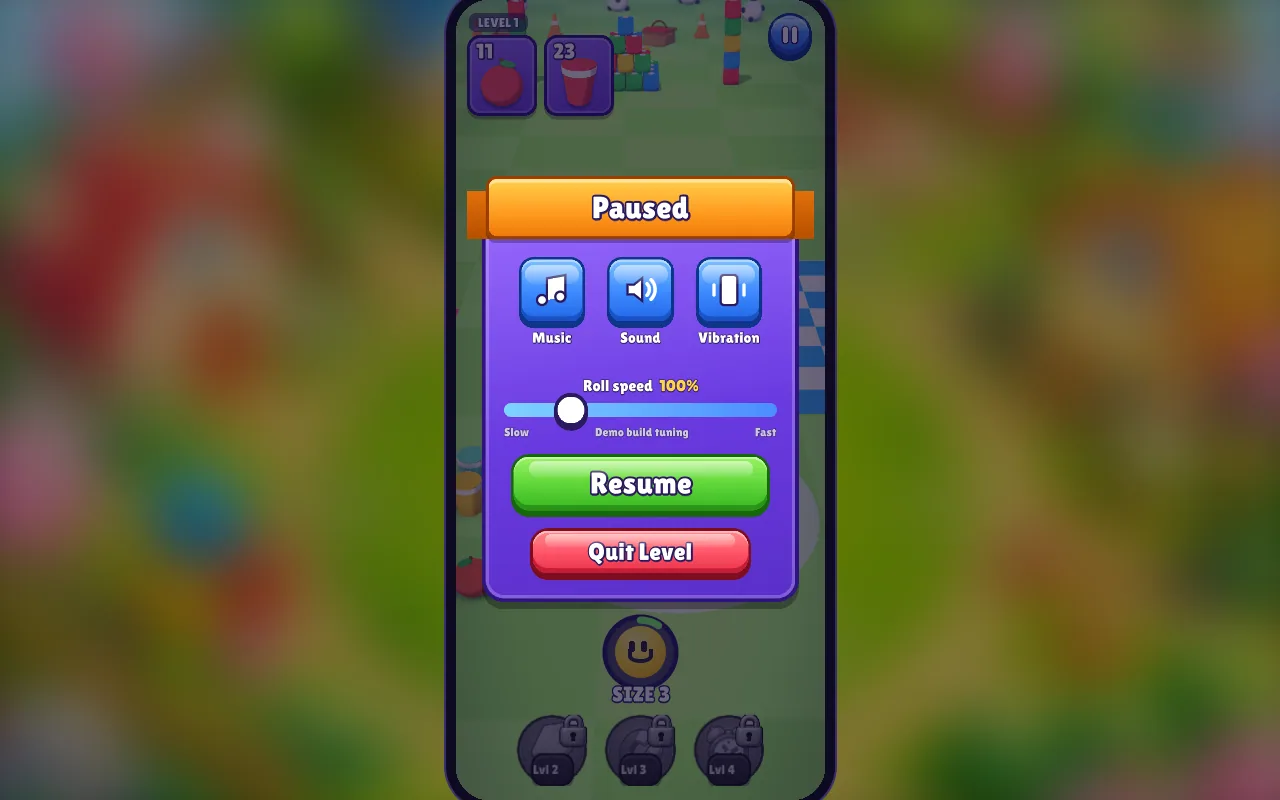 LEVEL 1
11
23
Paused
Music
Sound
Vibration
Roll speed 100%
Slow
Demo build tuning
Fast
Resume
Quit Level
SIZE 3
Lvl 2
Lvl 3
Lvl 4